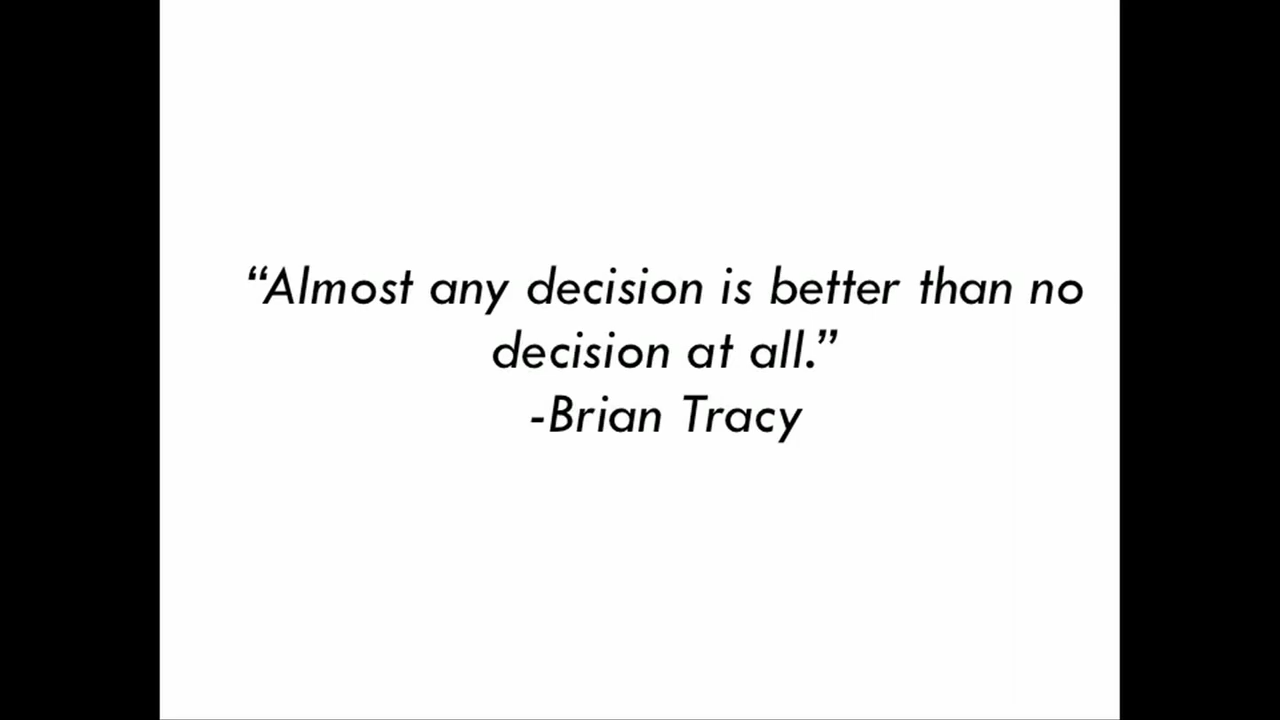 “Almost any decision is better than no
decision at all.”
-Brian Tracy